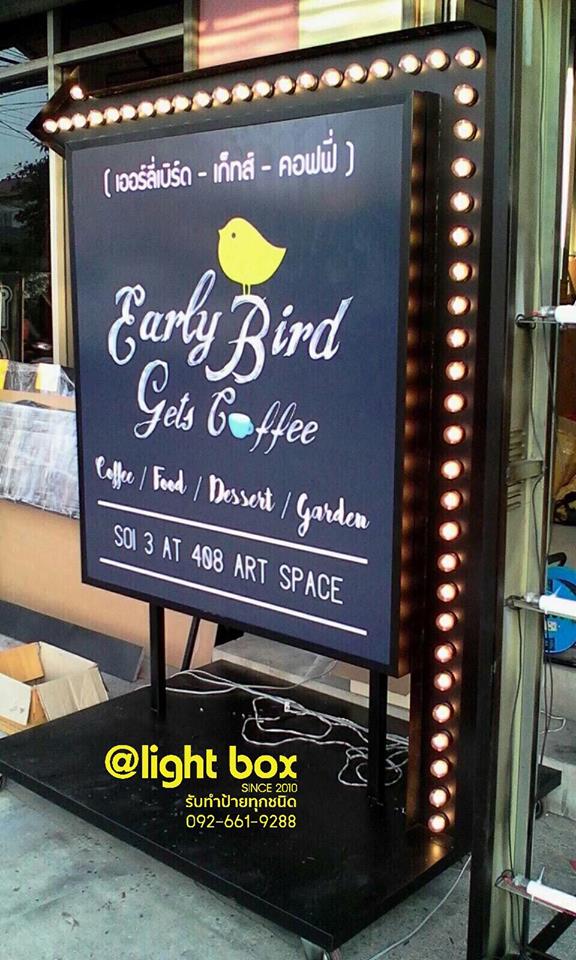 ( เออร์ลี่เบิร์ด - เก็ทส์ - คอฟฟี่ )
Early Bird
Gets Coffee
Coffee / Food / Dessert / Garden
SOI 3 AT 408 ART SPACE
@light box
SINCE 2010
รับทำป้ายทุกชนิด
092-661-9288